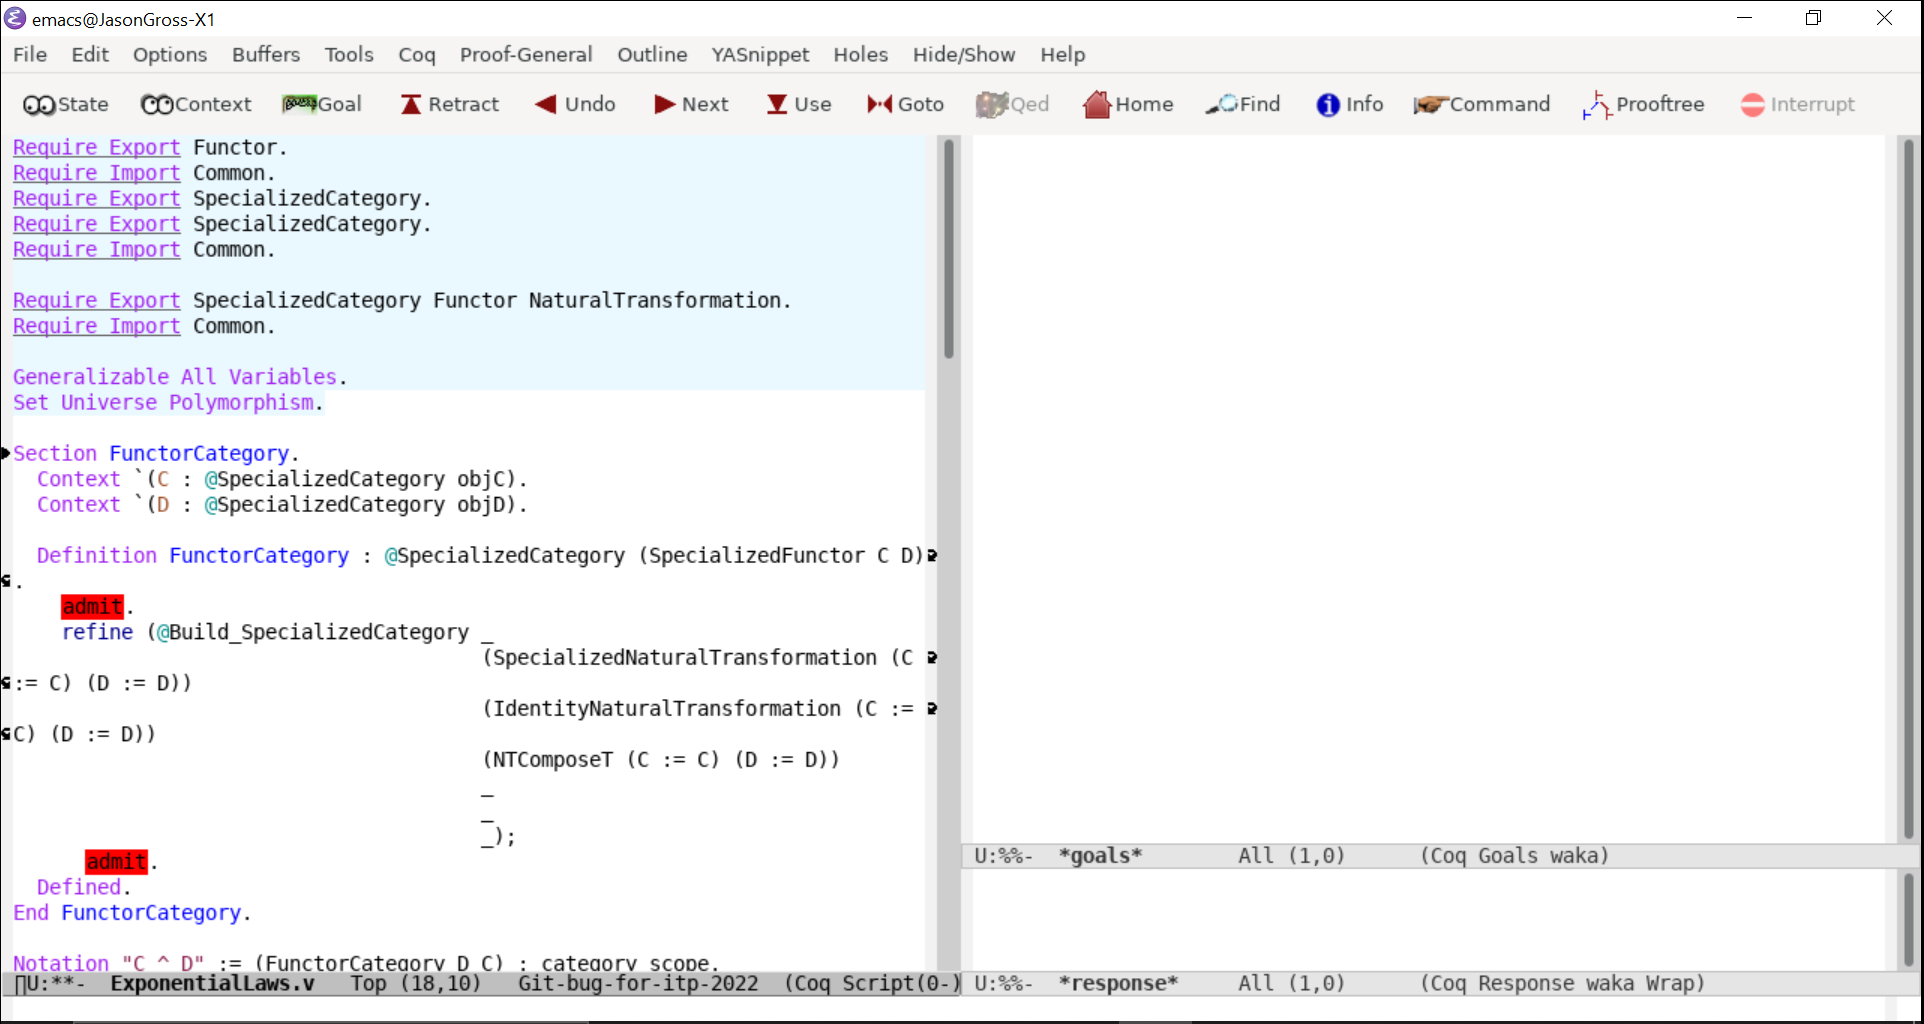 emacs@JasonGross-X1
File Edit Options Buffers Tools Coq Proof-General Outline YASnippet Holes Hide/Show Help
State Context Goal Retract Undo Next Use Goto Qed Home Find Info Command Prooftree Interrupt
Require Export Functor.
Require Import Common.
Require Export SpecializedCategory.
Require Export SpecializedCategory.
Require Import Common.
Require Export SpecializedCategory Functor NaturalTransformation.
Require Import Common.
Generalizable All Variables.
Set Universe Polymorphism.
Section FunctorCategory.
Context `(C : @SpecializedCategory objC).
Context `(D : @SpecializedCategory objD).
Definition FunctorCategory : @SpecializedCategory (SpecializedFunctor C D)
.
admit.
refine (@Build_SpecializedCategory _
(SpecializedNaturalTransformation (C
:= C) (D := D))
(IdentityNaturalTransformation (C :=
C) (D := D))
(NTComposeT (C := C) (D := D))
_
_
_);
admit.
Defined.
End FunctorCategory.
Notation "C ^ D" := (FunctorCategory D C) : category_scope.
U:**- ExponentialLaws.v Top (18,10) Git-bug-for-itp-2022 (Coq Script(0-)
U:%%- *goals* All (1,0) (Coq Goals waka)
U:%%- *response* All (1,0) (Coq Response waka Wrap)